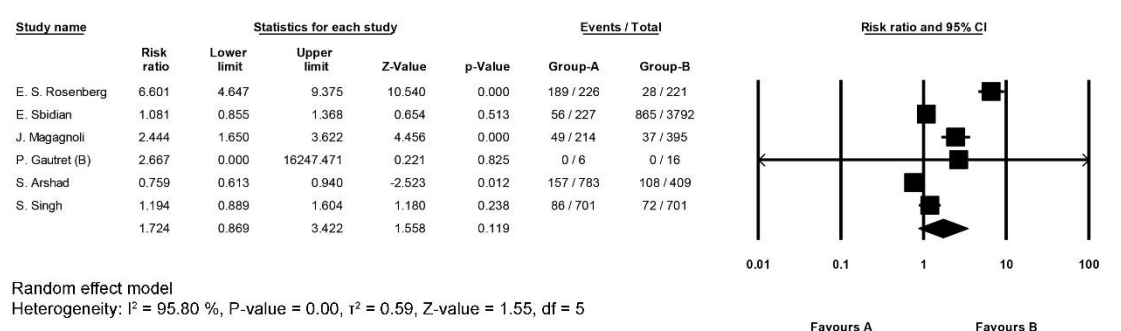 Study name Statistics for each study Events / Total Risk ratio and 95% CI
Risk ratio Lower limit Upper limit Z-Value p-Value Group-A Group-B
E. S. Rosenberg 6.601 4.647 9.375 10.540 0.000 189 / 226 28 / 221
E. Sbidian 1.081 0.855 1.368 0.654 0.513 56 / 227 865 / 3792
J. Magagnoli 2.444 1.650 3.622 4.456 0.000 49 / 214 37 / 395
P. Gautret (B) 2.667 0.000 16247.471 0.221 0.825 0 / 6 0 / 16
S. Arshad 0.759 0.613 0.940 -2.523 0.012 157 / 783 108 / 409
S. Singh 1.194 0.889 1.604 1.180 0.238 86 / 701 72 / 701
1.724 0.869 3.422 1.558 0.119
0.01 0.1 1 10 100
Random effect model
Heterogeneity: I² = 95.80 %, P-value = 0.00, τ² = 0.59, Z-value = 1.55, df = 5
Favours A Favours B